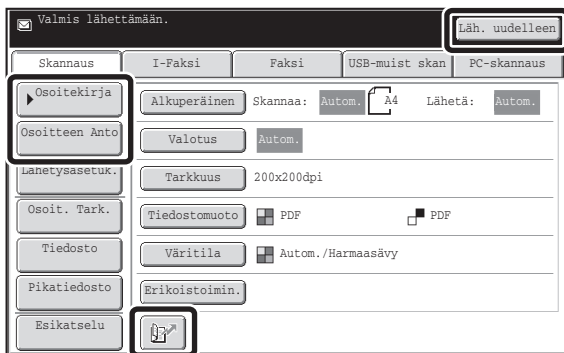 Valmis lähettämään.
Läh. uudelleen
Skannaus I-Faksi Faksi USB-muist skan PC-skannaus
Osoitekirja
Alkuperäinen Skannaa: Autom. A4 Lähetä: Autom.
Osoitteen Anto
Valotus Autom.
Lähetysasetuk.
Tarkkuus 200x200dpi
Osoit. Tark.
Tiedostomuoto PDF PDF
Tiedosto
Väritila Autom./Harmaasävy
Pikatiedosto
Erikoistoimin.
Esikatselu